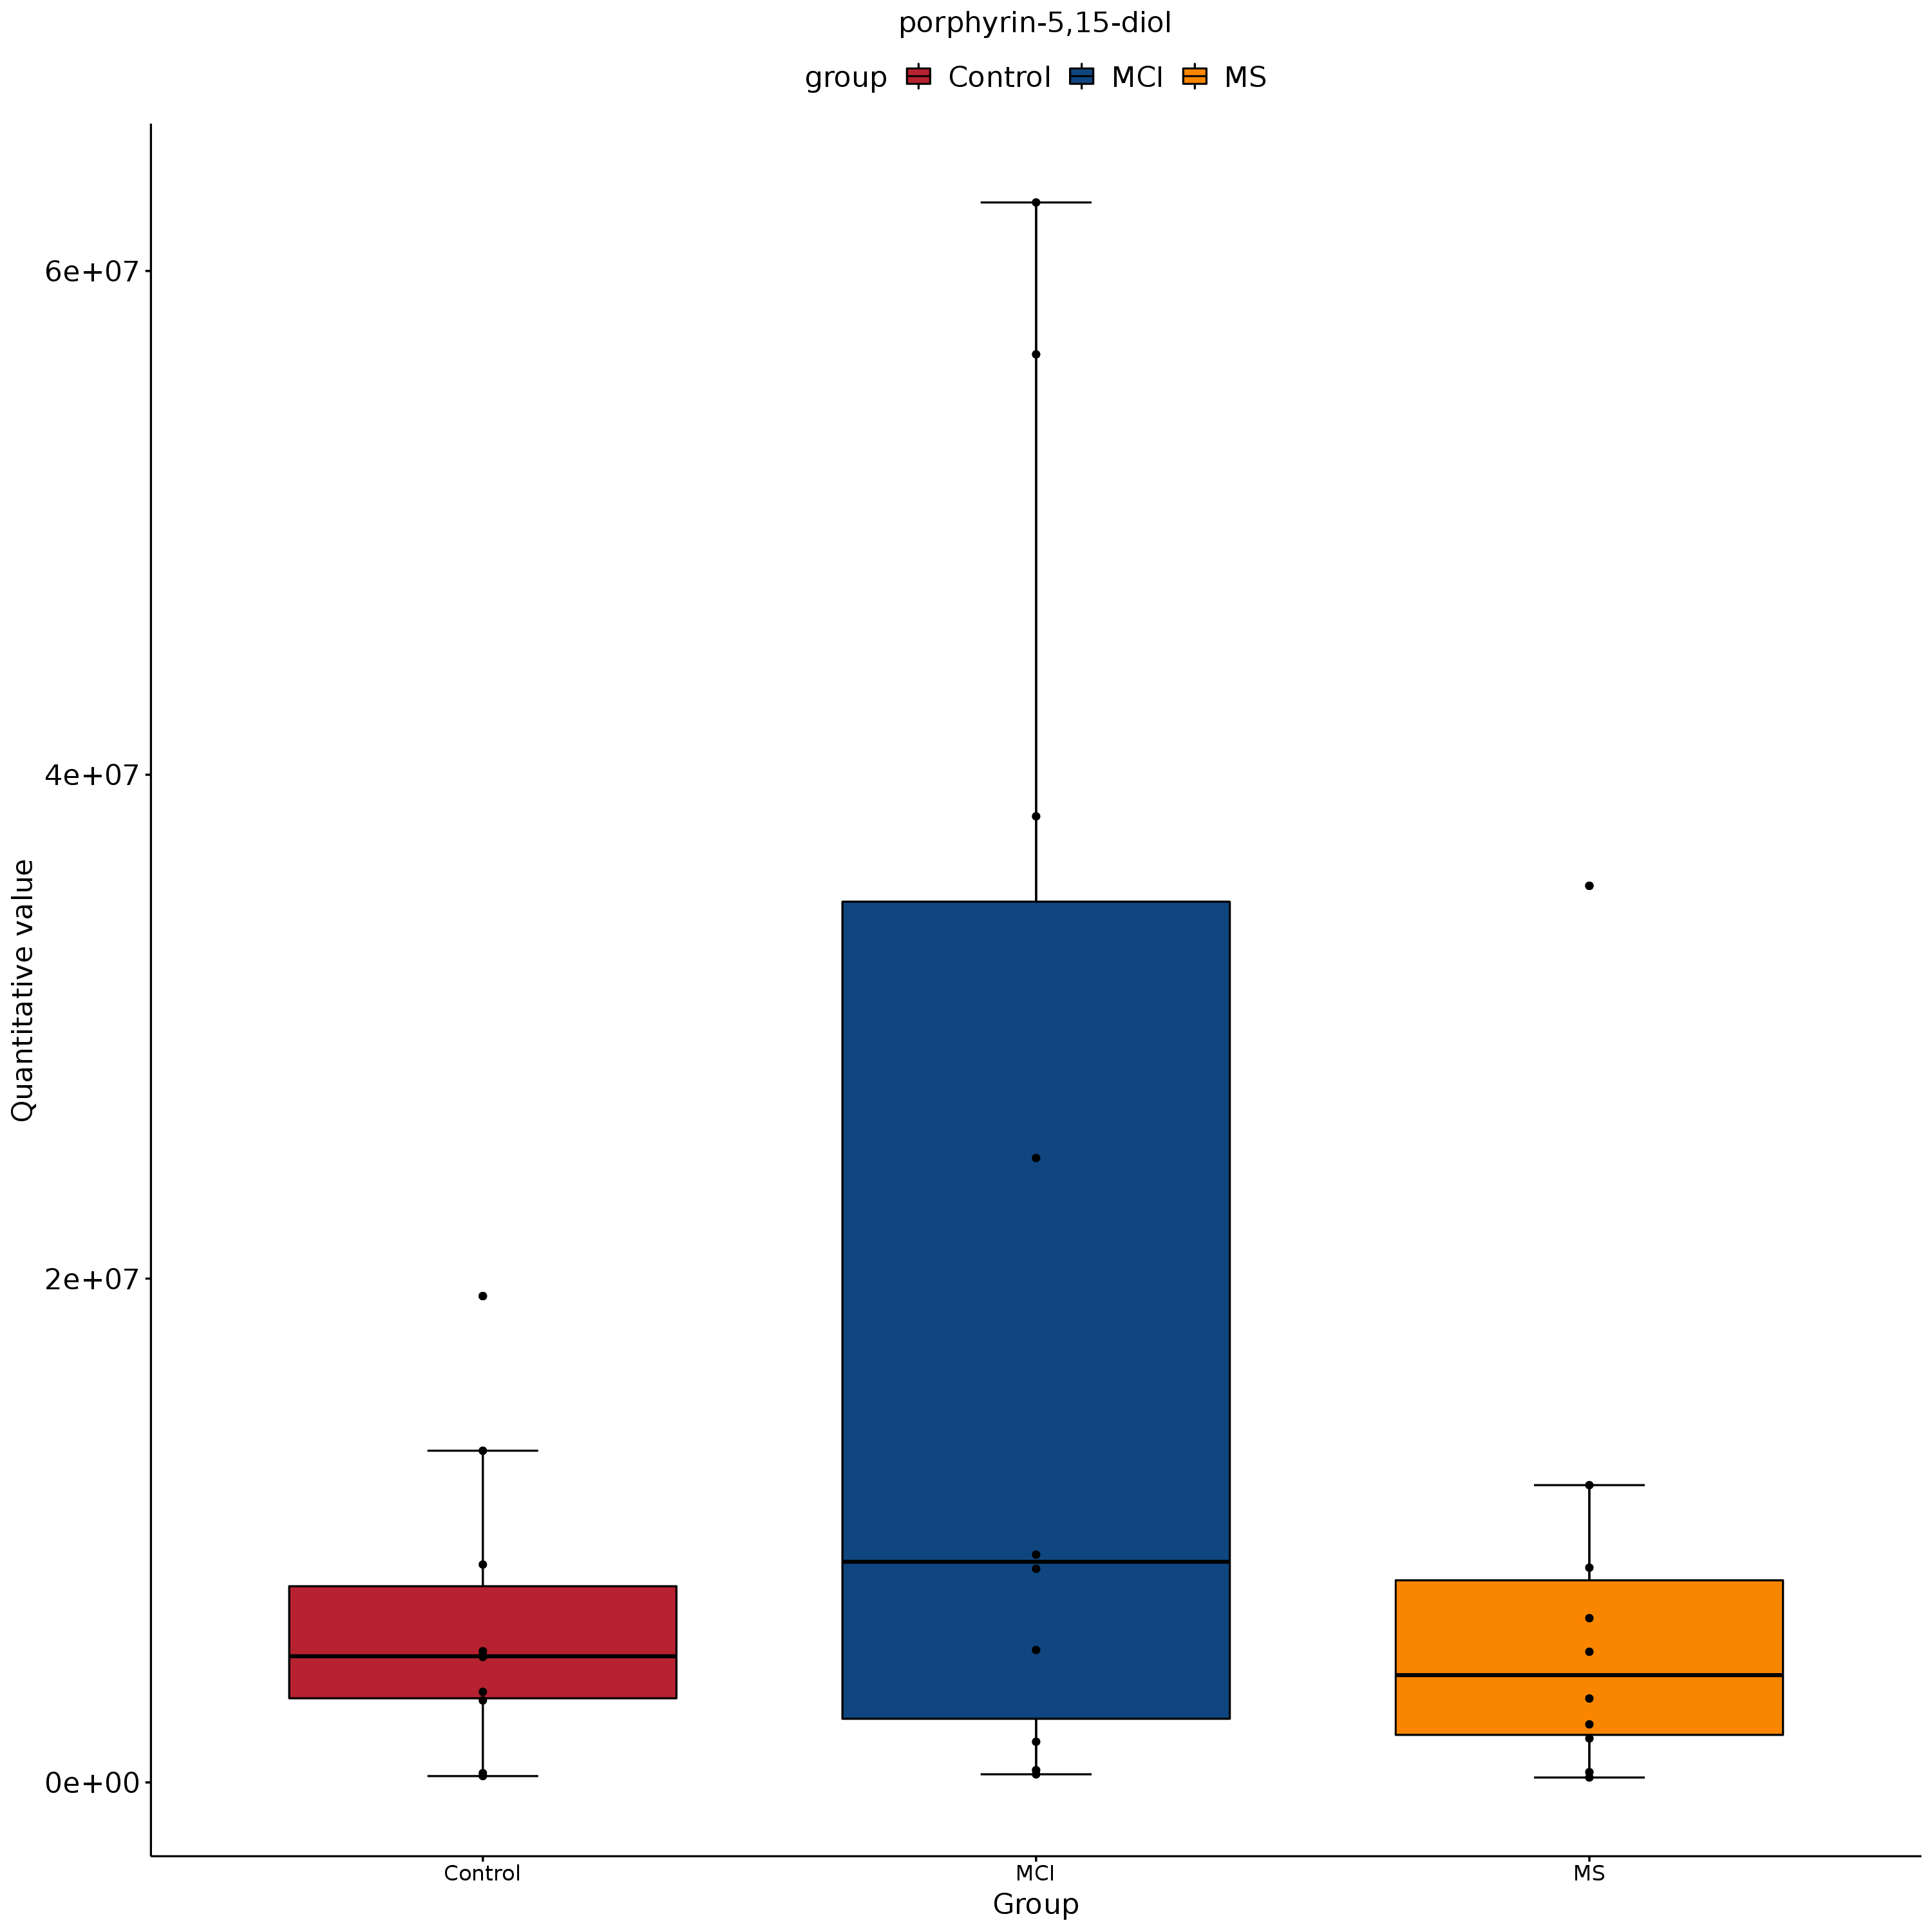 porphyrin-5,15-diol
group Control MCI MS
6e+07
4e+07
2e+07
0e+00
Quantitative value
Control MCI MS
Group